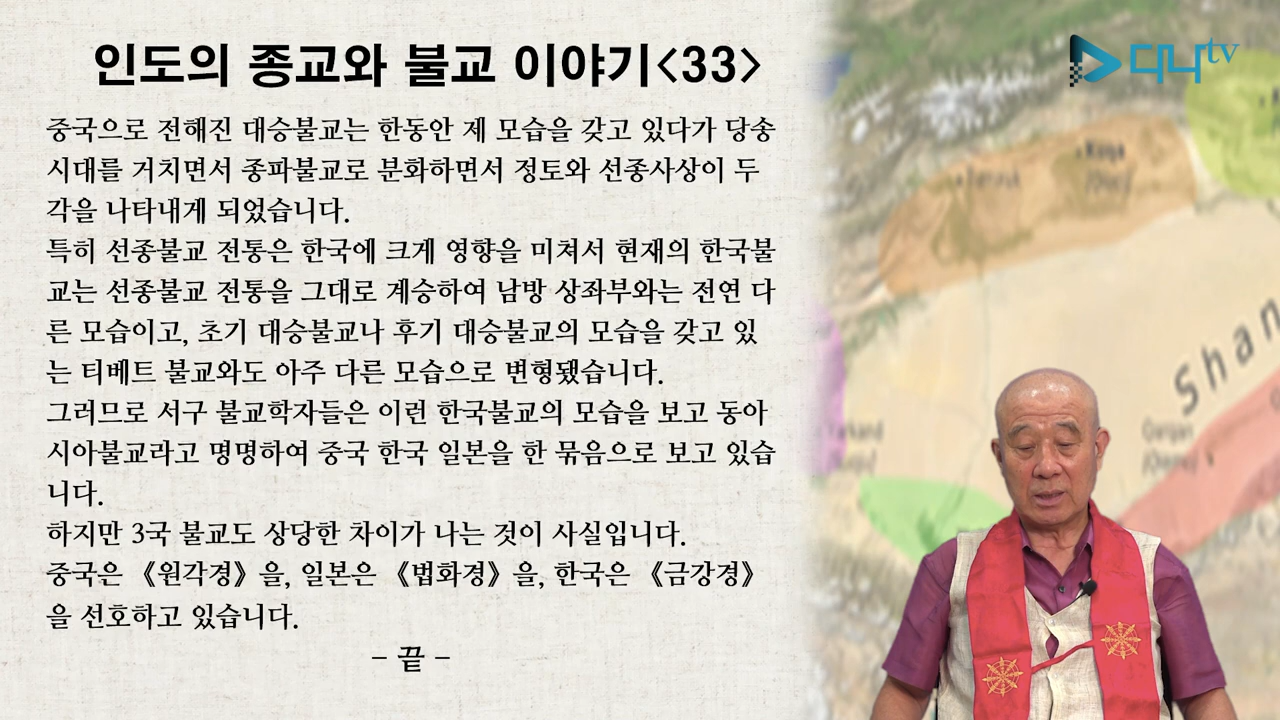 인도의 종교와 불교 이야기<33>
중국으로 전해진 대승불교는 한동안 제 모습을 갖고 있다가 당송
시대를 거치면서 종파불교로 분화하면서 정토와 선종사상이 두
각을 나타내게 되었습니다.
특히 선종불교 전통은 한국에 크게 영향을 미쳐서 현재의 한국불
교는 선종불교 전통을 그대로 계승하여 남방 상좌부와는 전연 다
른 모습이고, 초기 대승불교나 후기 대승불교의 모습을 갖고 있
는 티베트 불교와도 아주 다른 모습으로 변형됐습니다.
그러므로 서구 불교학자들은 이런 한국불교의 모습을 보고 동아
시아불교라고 명명하여 중국 한국 일본을 한 묶음으로 보고 있습
니다.
하지만 3국 불교도 상당한 차이가 나는 것이 사실입니다.
중국은 《원각경》을, 일본은 《법화경》을, 한국은 《금강경》
을 선호하고 있습니다.
– 끝 –
다나tv
Shan